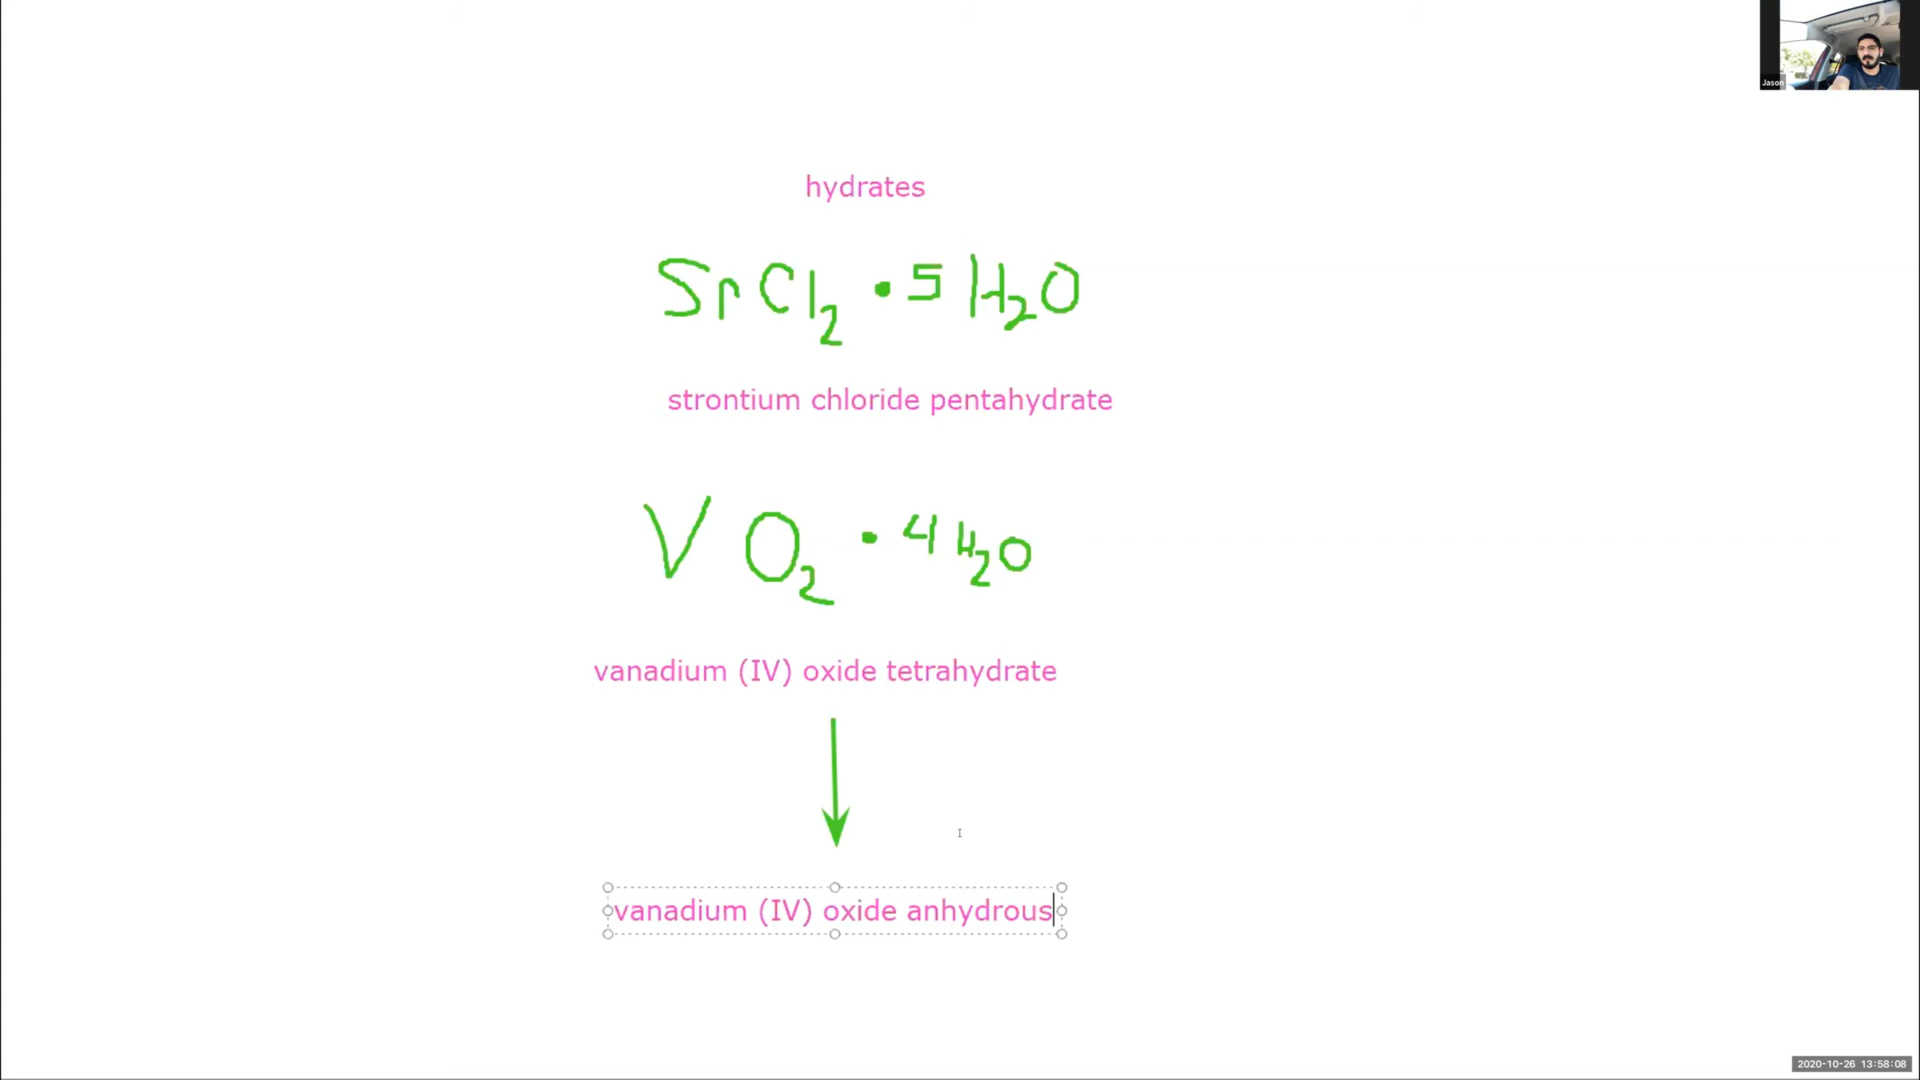 Jason
hydrates
SrCl₂ • 5 H₂O
strontium chloride pentahydrate
VO₂ • 4 H₂O
vanadium (IV) oxide tetrahydrate
vanadium (IV) oxide anhydrous
2020-10-26 13:58:08